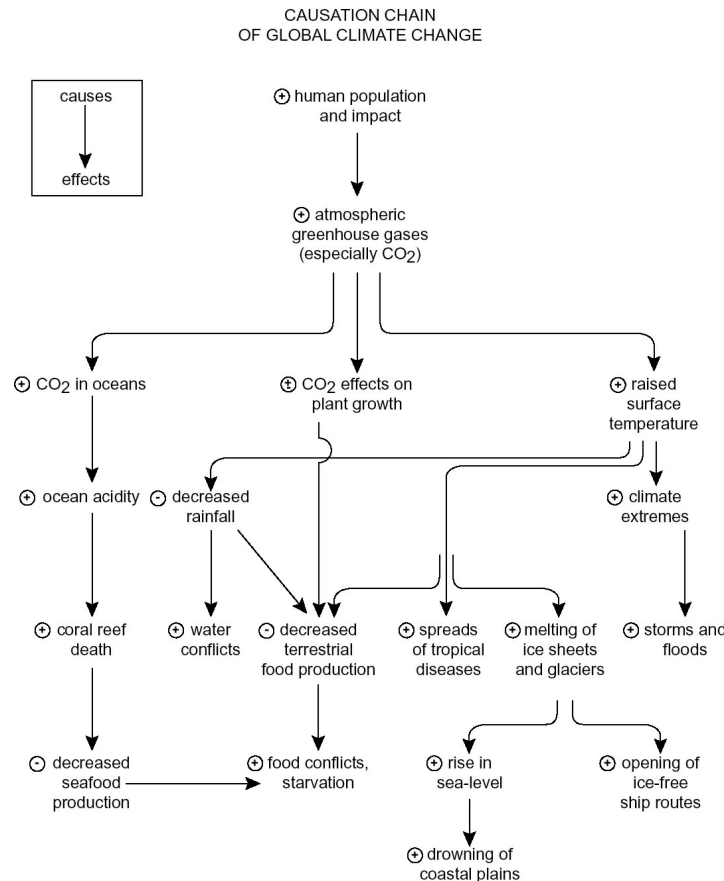 CAUSATION CHAIN
OF GLOBAL CLIMATE CHANGE
causes
effects
⊕ human population
and impact
⊕ atmospheric
greenhouse gases
(especially CO2)
⊕ CO2 in oceans
± CO2 effects on
plant growth
⊕ raised
surface
temperature
⊕ ocean acidity
⊖ decreased
rainfall
⊕ climate
extremes
⊕ coral reef
death
⊕ water
conflicts
⊖ decreased
terrestrial
food production
⊕ spreads
of tropical
diseases
⊕ melting of
ice sheets
and glaciers
⊕ storms and
floods
⊖ decreased
seafood
production
⊕ food conflicts,
starvation
⊕ rise in
sea-level
⊕ opening of
ice-free
ship routes
⊕ drowning of
coastal plains